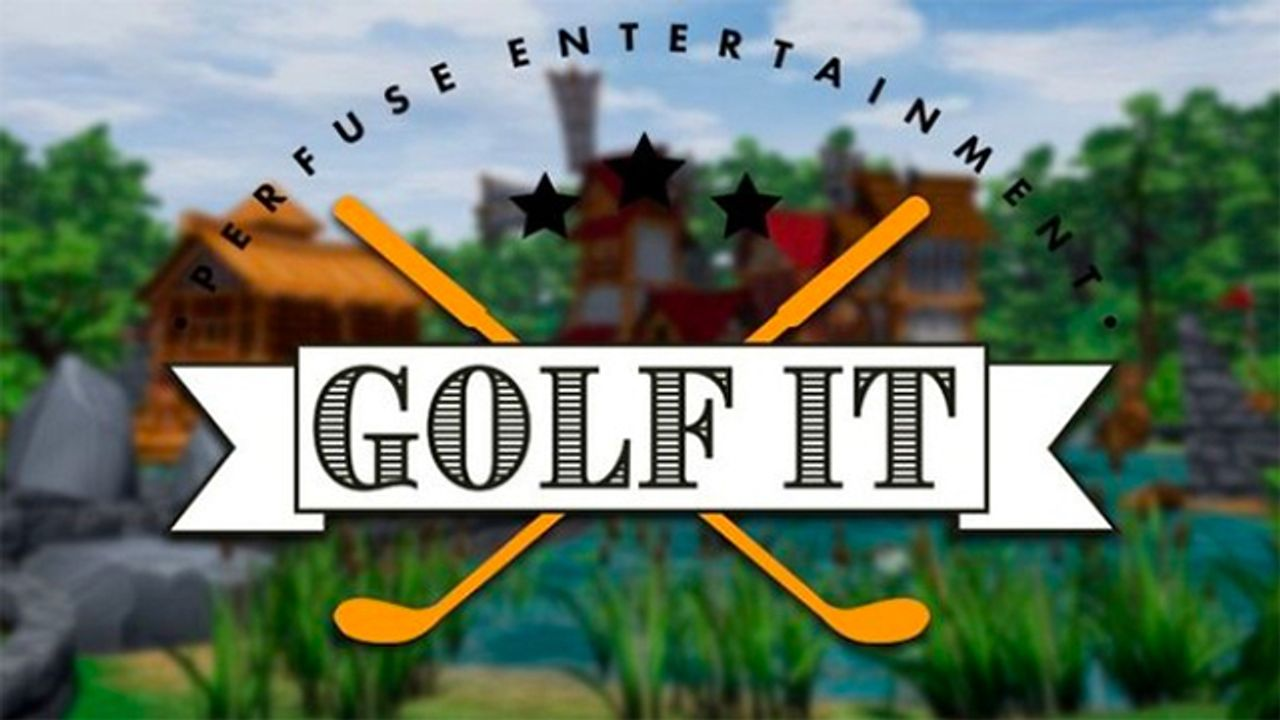 • PERFUSE ENTERTAINMENT •
GOLF IT